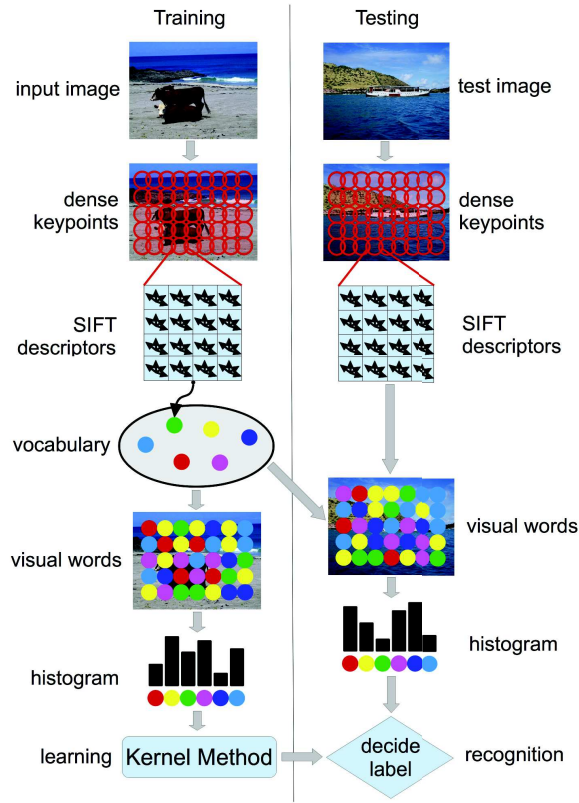 Training
Testing
input image
test image
dense
keypoints
dense
keypoints
SIFT
descriptors
SIFT
descriptors
vocabulary
visual words
visual words
histogram
histogram
learning
Kernel Method
decide
label
recognition